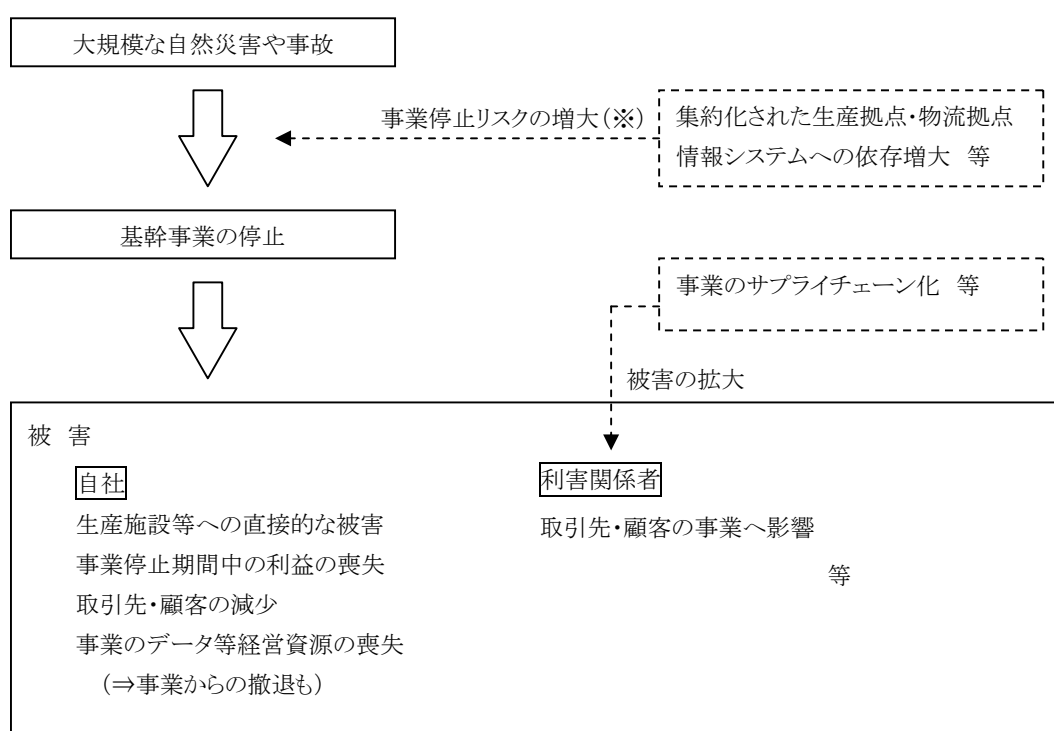 大規模な自然災害や事故
事業停止リスクの増大(※)
集約化された生産拠点・物流拠点
情報システムへの依存増大 等
基幹事業の停止
事業のサプライチェーン化 等
被害の拡大
被 害
自社
生産施設等への直接的な被害
事業停止期間中の利益の喪失
取引先・顧客の減少
事業のデータ等経営資源の喪失
(⇒事業からの撤退も)
利害関係者
取引先・顧客の事業へ影響
等